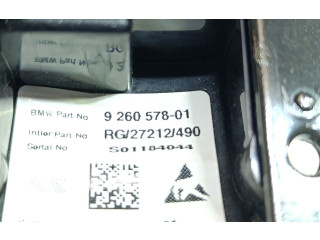 BMW Part No 9 260 578-01
Intier Part No RG/27212/490
Serial No S01184044